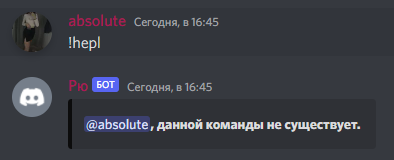 absolute Сегодня, в 16:45
!hepl
Рю БОТ Сегодня, в 16:45
@absolute, данной команды не существует.